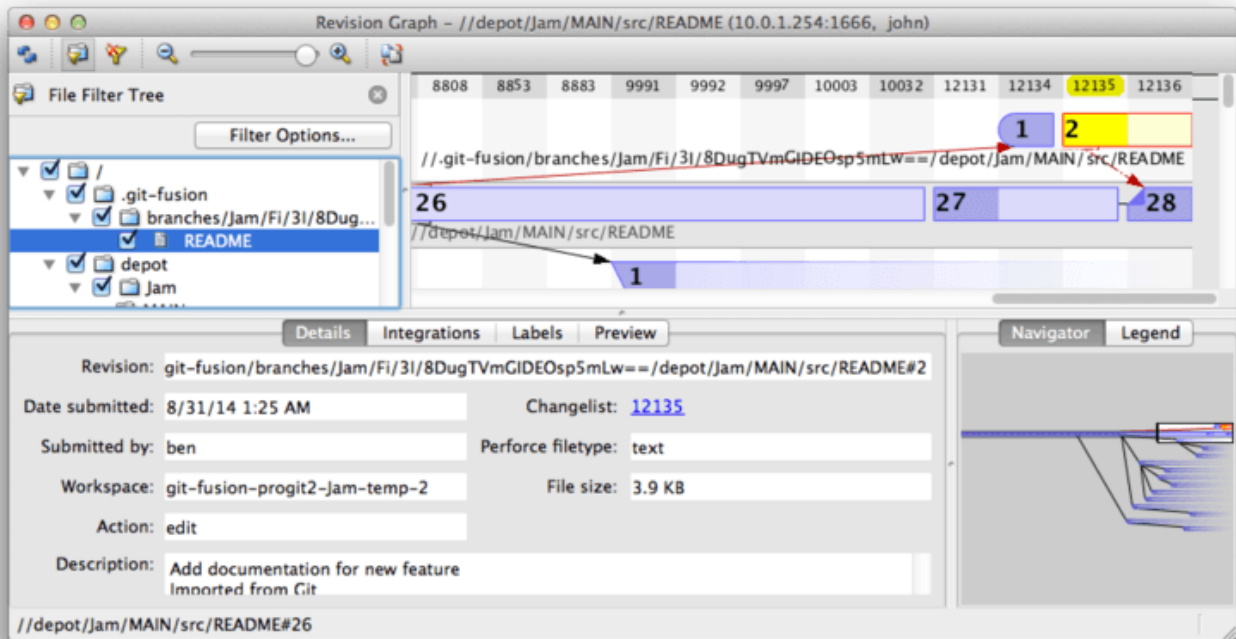 Revision Graph – //depot/Jam/MAIN/src/README (10.0.1.254:1666, john)
File Filter Tree
Filter Options...
/
.git-fusion
branches/Jam/Fi/3I/8Dug...
README
depot
Jam
MAIN
8808 8853 8883 9991 9992 9997 10003 10032 12131 12134 12135 12136
1 2
//.git-fusion/branches/Jam/Fi/3I/8DugTVmGIDEOsp5mLw==/depot/Jam/MAIN/src/README
26 27 28
//depot/Jam/MAIN/src/README
1
Details Integrations Labels Preview
Revision: git-fusion/branches/Jam/Fi/3I/8DugTVmGIDEOsp5mLw==/depot/Jam/MAIN/src/README#2
Date submitted: 8/31/14 1:25 AM Changelist: 12135
Submitted by: ben Perforce filetype: text
Workspace: git-fusion-progit2-Jam-temp-2 File size: 3.9 KB
Action: edit
Description: Add documentation for new feature
Imported from Git
Navigator Legend
//depot/Jam/MAIN/src/README#26